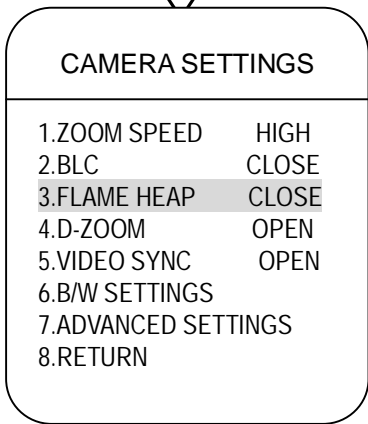 CAMERA SETTINGS
1.ZOOM SPEED HIGH
2.BLC CLOSE
3.FLAME HEAP CLOSE
4.D-ZOOM OPEN
5.VIDEO SYNC OPEN
6.B/W SETTINGS
7.ADVANCED SETTINGS
8.RETURN